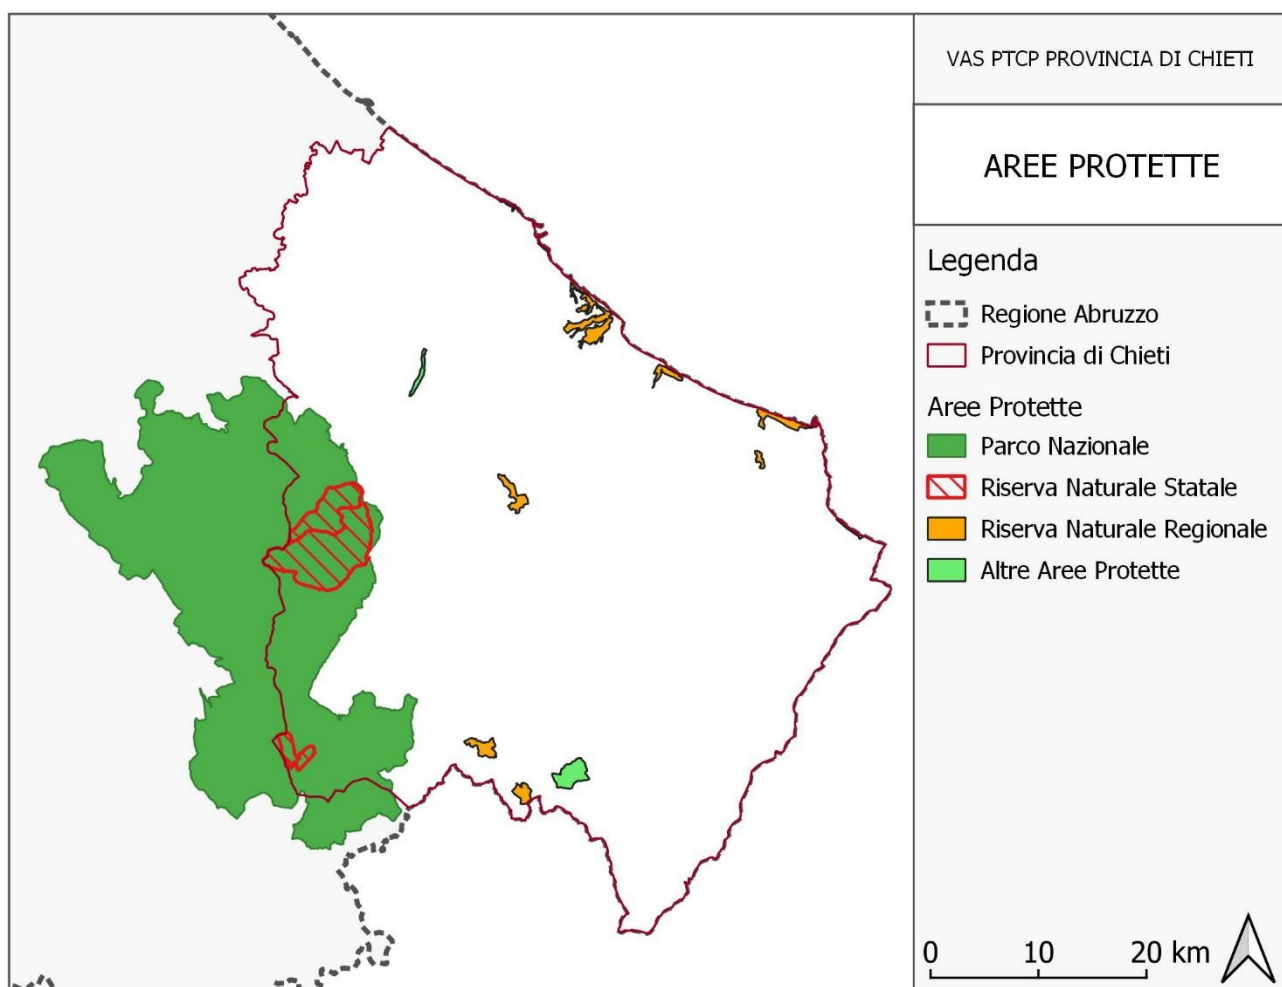 VAS PTCP PROVINCIA DI CHIETI
AREE PROTETTE
Legenda
Regione Abruzzo
Provincia di Chieti
Aree Protette
Parco Nazionale
Riserva Naturale Statale
Riserva Naturale Regionale
Altre Aree Protette
0 10 20 km